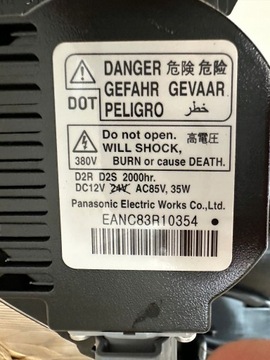 DANGER 危険 危险
GEFAHR GEVAAR
DOT PELIGRO خطر
Do not open. 高電圧
WILL SHOCK,
380V BURN or cause DEATH.
D2R D2S 2000hr.
DC12V 24V AC85V, 35W
Panasonic Electric Works Co.,Ltd.
EANC83R10354